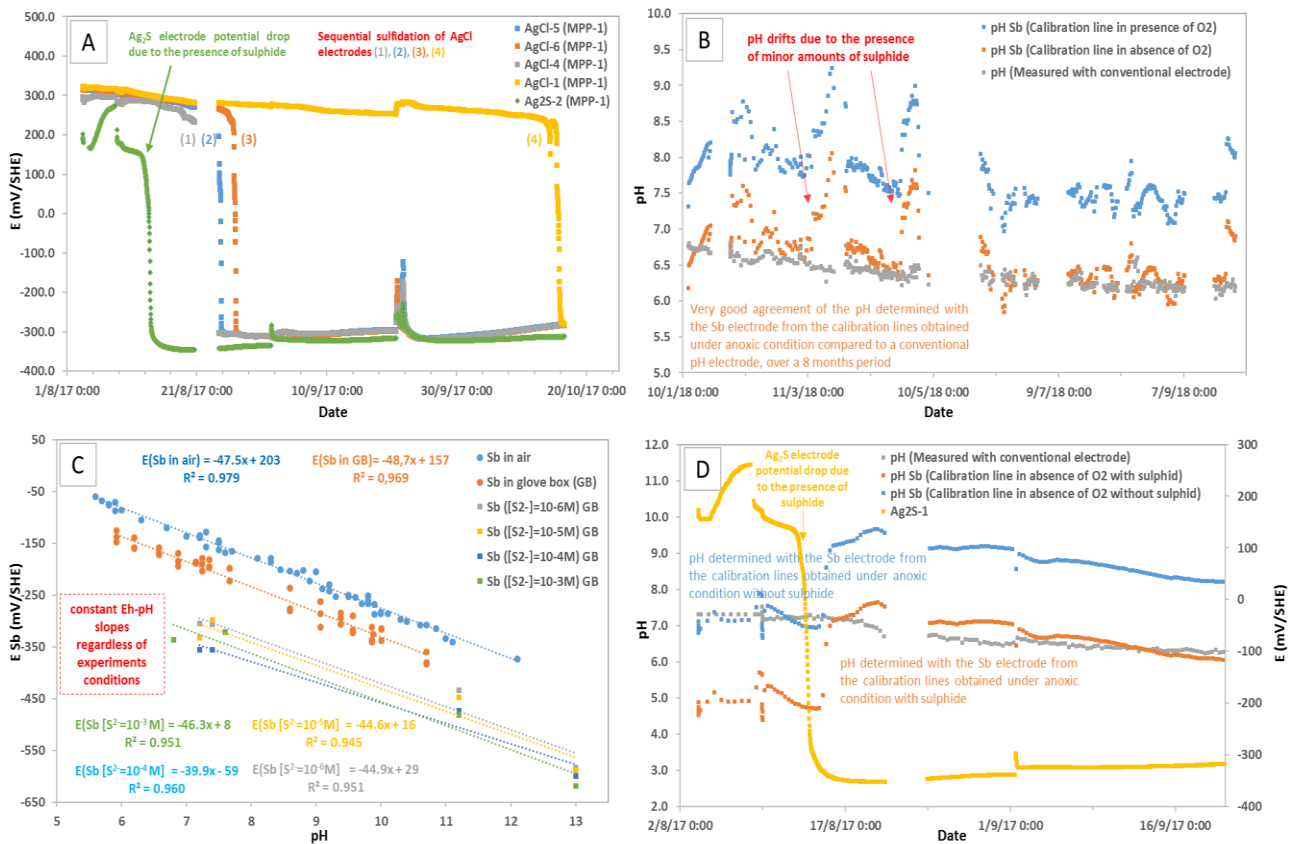 A
Ag2S electrode potential drop
due to the presence of sulphide
Sequential sulfidation of AgCl
electrodes (1), (2), (3), (4)
AgCl-5 (MPP-1)
AgCl-6 (MPP-1)
AgCl-4 (MPP-1)
AgCl-1 (MPP-1)
Ag2S-2 (MPP-1)
(1)
(2)
(3)
(4)
E (mV/SHE)
500.0
400.0
300.0
200.0
100.0
0.0
-100.0
-200.0
-300.0
-400.0
1/8/17 0:00
21/8/17 0:00
10/9/17 0:00
30/9/17 0:00
20/10/17 0:00
Date
B
pH Sb (Calibration line in presence of O2)
pH Sb (Calibration line in absence of O2)
pH (Measured with conventional electrode)
pH drifts due to the presence
of minor amounts of sulphide
Very good agreement of the pH determined with
the Sb electrode from the calibration lines obtained
under anoxic condition compared to a conventional
pH electrode, over a 8 months period
pH
10.0
9.5
9.0
8.5
8.0
7.5
7.0
6.5
6.0
5.5
5.0
10/1/18 0:00
11/3/18 0:00
10/5/18 0:00
9/7/18 0:00
7/9/18 0:00
Date
C
E(Sb in air) = -47.5x + 203
R² = 0.979
E(Sb in GB)= -48,7x + 157
R² = 0,969
Sb in air
Sb in glove box (GB)
Sb ([S2-]=10-6M) GB
Sb ([S2-]=10-5M) GB
Sb ([S2-]=10-4M) GB
Sb ([S2-]=10-3M) GB
constant Eh-pH
slopes
regardless of
experiments
conditions
E(Sb [S²⁻=10⁻³M] = -46.3x + 8
R² = 0.951
E(Sb [S²⁻=10⁻⁵M] = -44.6x + 16
R² = 0.945
E(Sb [S²⁻=10⁻⁴M] = -39.9x - 59
R² = 0.960
E(Sb [S²⁻=10⁻⁶M] = -44.9x + 29
R² = 0.951
E Sb (mV/SHE)
50
-50
-150
-250
-350
-450
-550
-650
5
6
7
8
9
10
11
12
13
pH
D
Ag2S electrode
potential drop due
to the presence of
sulphide
pH (Measured with conventional electrode)
pH Sb (Calibration line in absence of O2 with sulphid)
pH Sb (Calibration line in absence of O2 without sulphid)
Ag2S-1
pH determined with the Sb electrode from
the calibration lines obtained under anoxic
condition without sulphide
pH determined with the Sb electrode from
the calibration lines obtained under anoxic
condition with sulphide
pH
12.0
11.0
10.0
9.0
8.0
7.0
6.0
5.0
4.0
3.0
2.0
E (mV/SHE)
300
200
100
0
-100
-200
-300
-400
2/8/17 0:00
17/8/17 0:00
1/9/17 0:00
16/9/17 0:00
Date